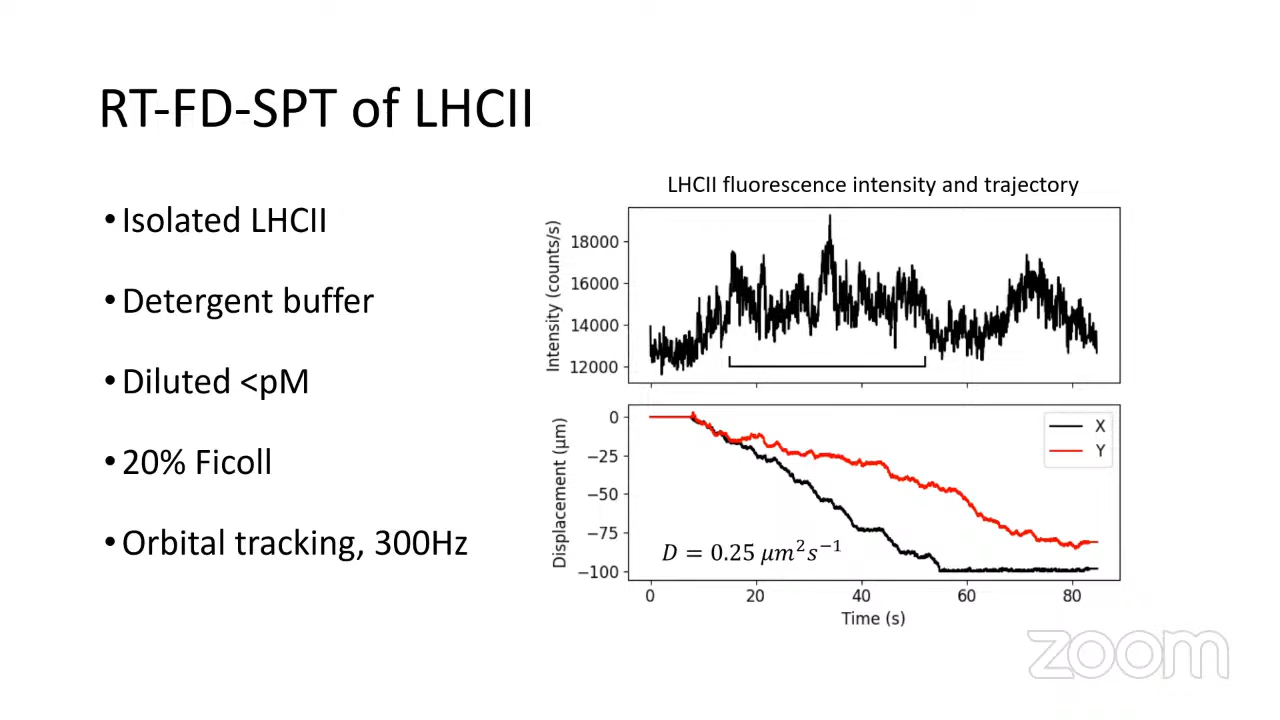 RT-FD-SPT of LHCII
• Isolated LHCII
• Detergent buffer
• Diluted <pM
• 20% Ficoll
• Orbital tracking, 300Hz
LHCII fluorescence intensity and trajectory
Intensity (counts/s)
18000
16000
14000
12000
Displacement (μm)
0
−25
−50
−75
−100
X
Y
D = 0.25 μm²s⁻¹
0 20 40 60 80
Time (s)
zoom